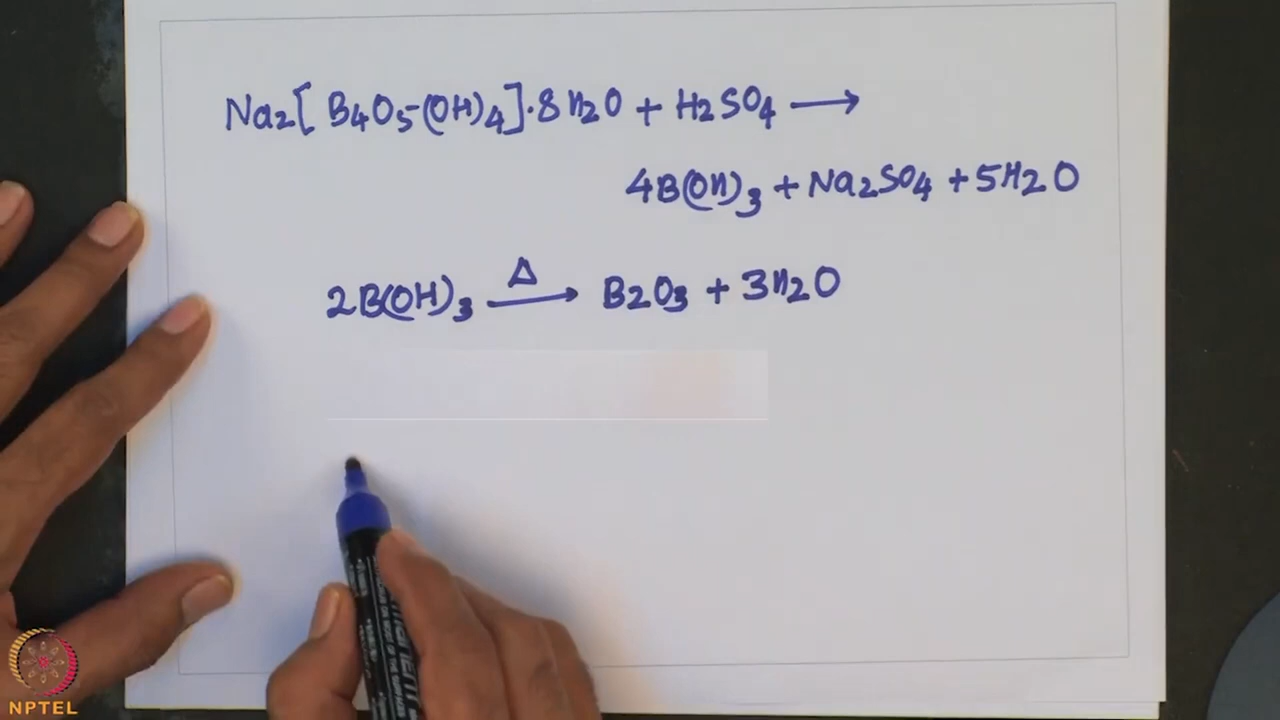 Na2[B4O5(OH)4]·8H2O + H2SO4 ⟶
4B(OH)3 + Na2SO4 + 5H2O
2B(OH)3 —Δ→ B2O3 + 3H2O
NPTEL